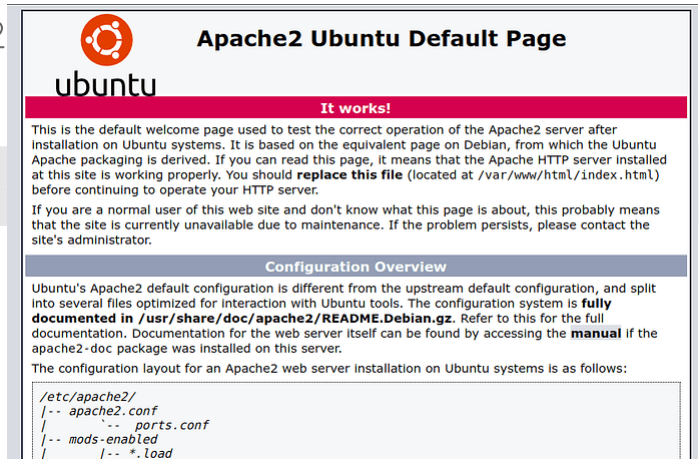 ubuntu
Apache2 Ubuntu Default Page
It works!
This is the default welcome page used to test the correct operation of the Apache2 server after
installation on Ubuntu systems. It is based on the equivalent page on Debian, from which the Ubuntu
Apache packaging is derived. If you can read this page, it means that the Apache HTTP server installed
at this site is working properly. You should replace this file (located at /var/www/html/index.html)
before continuing to operate your HTTP server.
If you are a normal user of this web site and don't know what this page is about, this probably means
that the site is currently unavailable due to maintenance. If the problem persists, please contact the
site's administrator.
Configuration Overview
Ubuntu's Apache2 default configuration is different from the upstream default configuration, and split
into several files optimized for interaction with Ubuntu tools. The configuration system is fully
documented in /usr/share/doc/apache2/README.Debian.gz. Refer to this for the full
documentation. Documentation for the web server itself can be found by accessing the manual if the
apache2-doc package was installed on this server.
The configuration layout for an Apache2 web server installation on Ubuntu systems is as follows:
/etc/apache2/
|-- apache2.conf
|       `--  ports.conf
|-- mods-enabled
|       |-- *.load